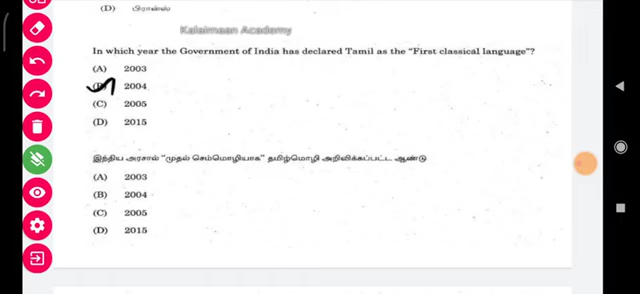 (D) பிரான்ஸ்
Kalaimaan Academy
In which year the Government of India has declared Tamil as the "First classical language"?
(A) 2003
(B) 2004
(C) 2005
(D) 2015
இந்திய அரசால் "முதல் செம்மொழியாக" தமிழ்மொழி அறிவிக்கப்பட்ட ஆண்டு
(A) 2003
(B) 2004
(C) 2005
(D) 2015